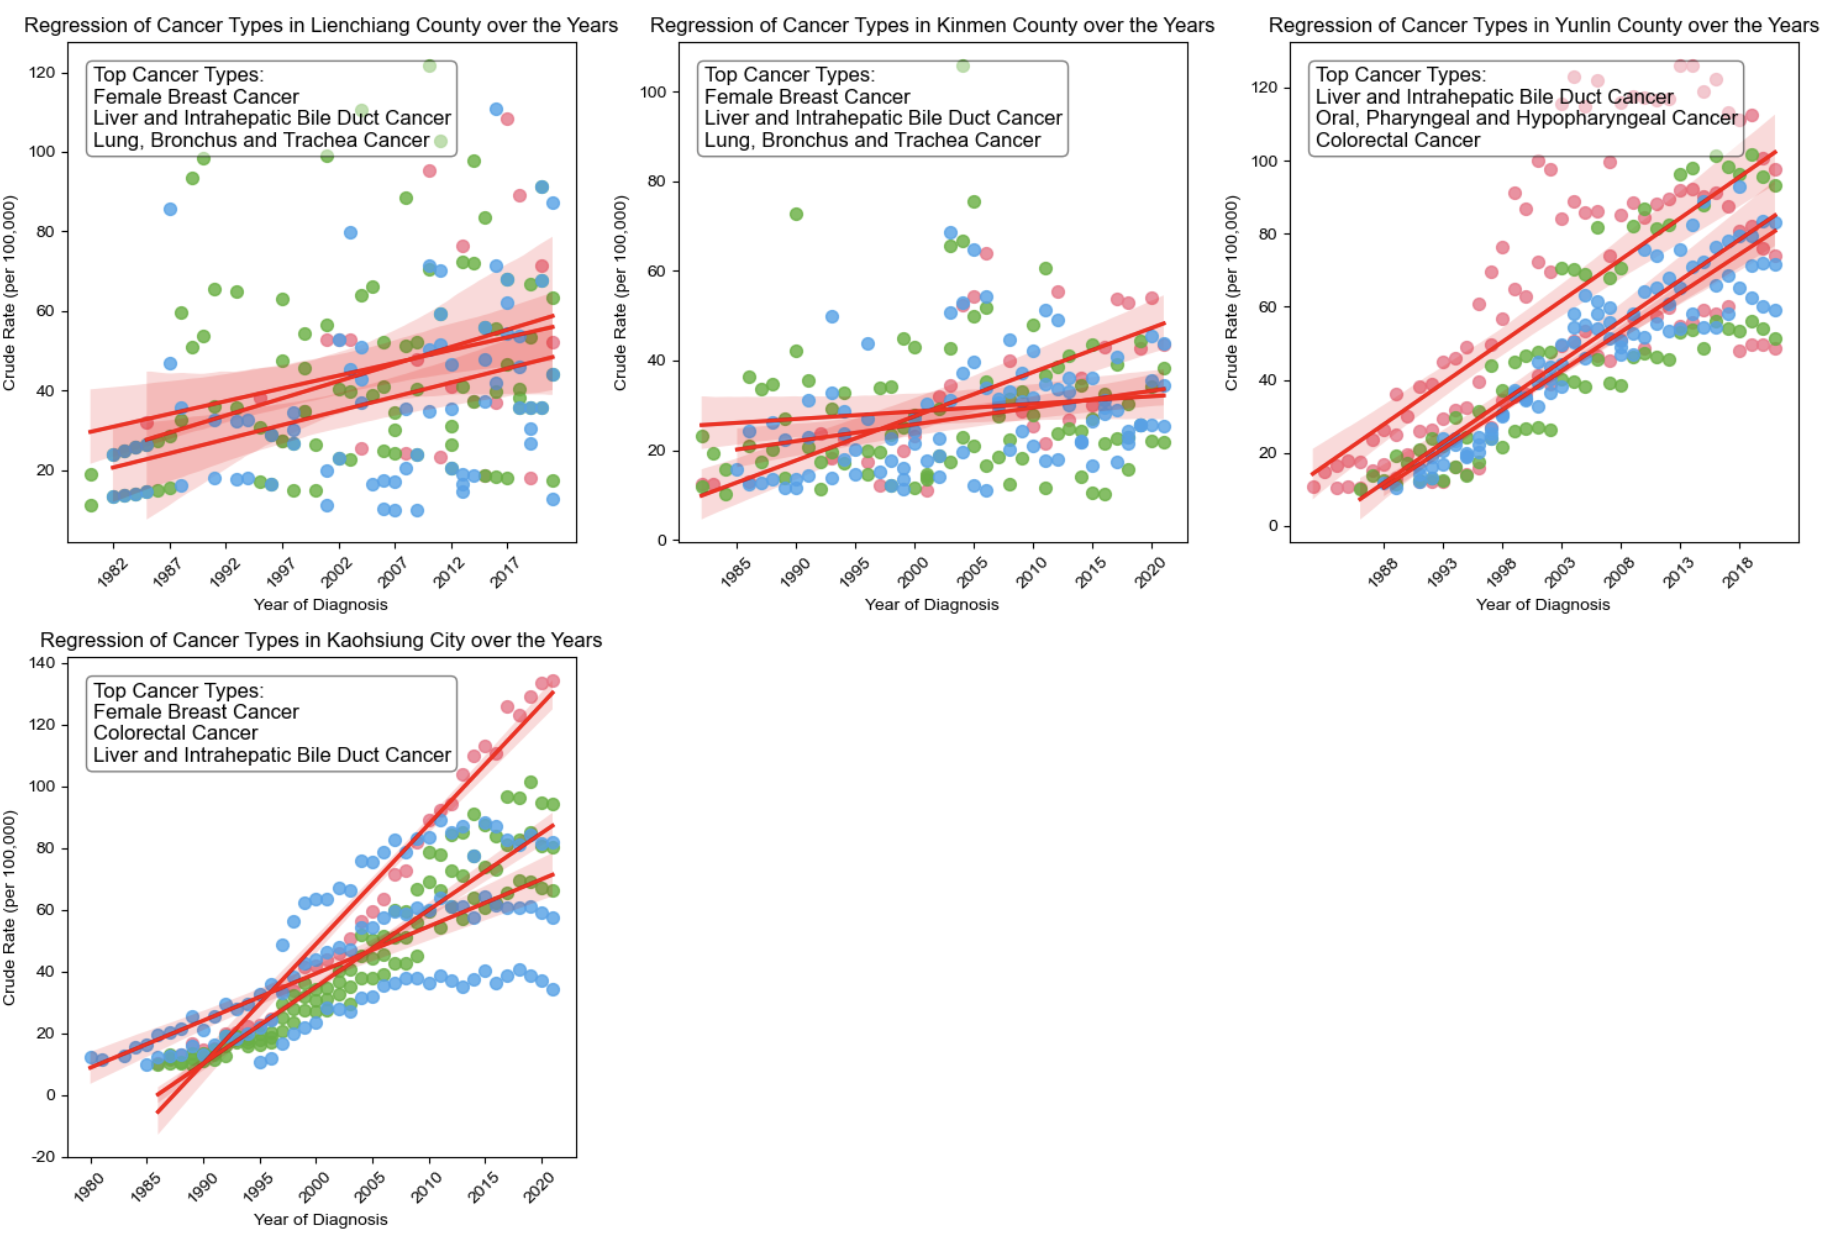 Regression of Cancer Types in Lienchiang County over the Years
Top Cancer Types:
Female Breast Cancer
Liver and Intrahepatic Bile Duct Cancer
Lung, Bronchus and Trachea Cancer
Crude Rate (per 100,000)
120
100
80
60
40
20
1982
1987
1992
1997
2002
2007
2012
2017
Year of Diagnosis
Regression of Cancer Types in Kinmen County over the Years
Top Cancer Types:
Female Breast Cancer
Liver and Intrahepatic Bile Duct Cancer
Lung, Bronchus and Trachea Cancer
Crude Rate (per 100,000)
100
80
60
40
20
0
1985
1990
1995
2000
2005
2010
2015
2020
Year of Diagnosis
Regression of Cancer Types in Yunlin County over the Years
Top Cancer Types:
Liver and Intrahepatic Bile Duct Cancer
Oral, Pharyngeal and Hypopharyngeal Cancer
Colorectal Cancer
Crude Rate (per 100,000)
120
100
80
60
40
20
0
1988
1993
1998
2003
2008
2013
2018
Year of Diagnosis
Regression of Cancer Types in Kaohsiung City over the Years
Top Cancer Types:
Female Breast Cancer
Colorectal Cancer
Liver and Intrahepatic Bile Duct Cancer
Crude Rate (per 100,000)
140
120
100
80
60
40
20
0
-20
1980
1985
1990
1995
2000
2005
2010
2015
2020
Year of Diagnosis